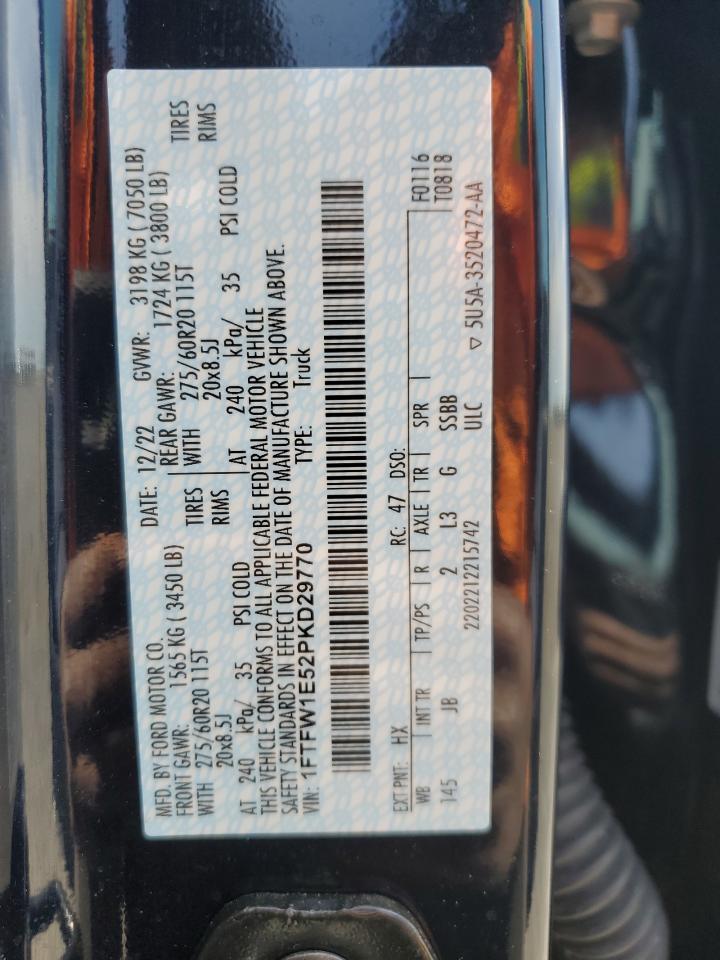 MFD. BY FORD MOTOR CO. DATE: 12/22 GVWR: 3198 KG ( 7050 LB)
FRONT GAWR: 1565 KG ( 3450 LB) REAR GAWR: 1724 KG ( 3800 LB)
WITH 275/60R20 115T TIRES WITH 275/60R20 115T TIRES
20x8.5J RIMS 20x8.5J RIMS
AT 240 kPa/ 35 PSI COLD AT 240 kPa/ 35 PSI COLD
THIS VEHICLE CONFORMS TO ALL APPLICABLE FEDERAL MOTOR VEHICLE
SAFETY STANDARDS IN EFFECT ON THE DATE OF MANUFACTURE SHOWN ABOVE.
VIN: 1FTFW1E52PKD29770 TYPE: Truck
EXT PNT: HX RC: 47 DSO: F0116
WB INT TR TP/PS R AXLE TR SPR T0818
145 JB 2 L3 G SSBB
2202212215742 ULC ▽ 5U5A-3520472-AA